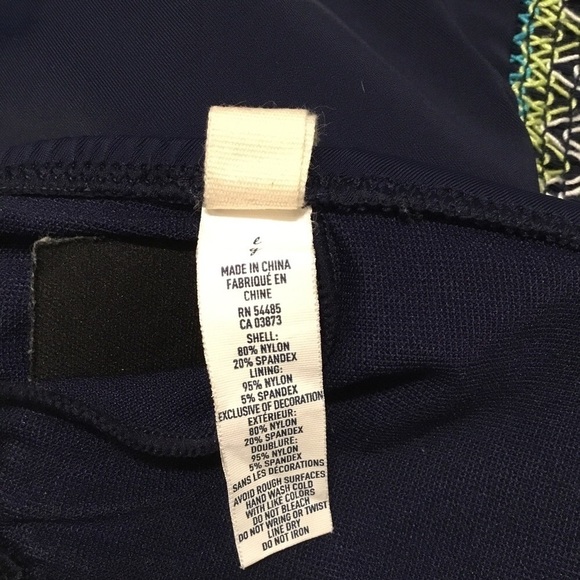 MADE IN CHINA
FABRIQUÉ EN
CHINE
RN 54485
CA 03873
SHELL:
80% NYLON
20% SPANDEX
LINING:
95% NYLON
5% SPANDEX
EXCLUSIVE OF DECORATION
EXTÉRIEUR:
80% NYLON
20% SPANDEX
DOUBLURE:
95% NYLON
5% SPANDEX
SANS LES DÉCORATIONS
AVOID ROUGH SURFACES
HAND WASH COLD
WITH LIKE COLORS
DO NOT BLEACH
DO NOT WRING OR TWIST
LINE DRY
DO NOT IRON